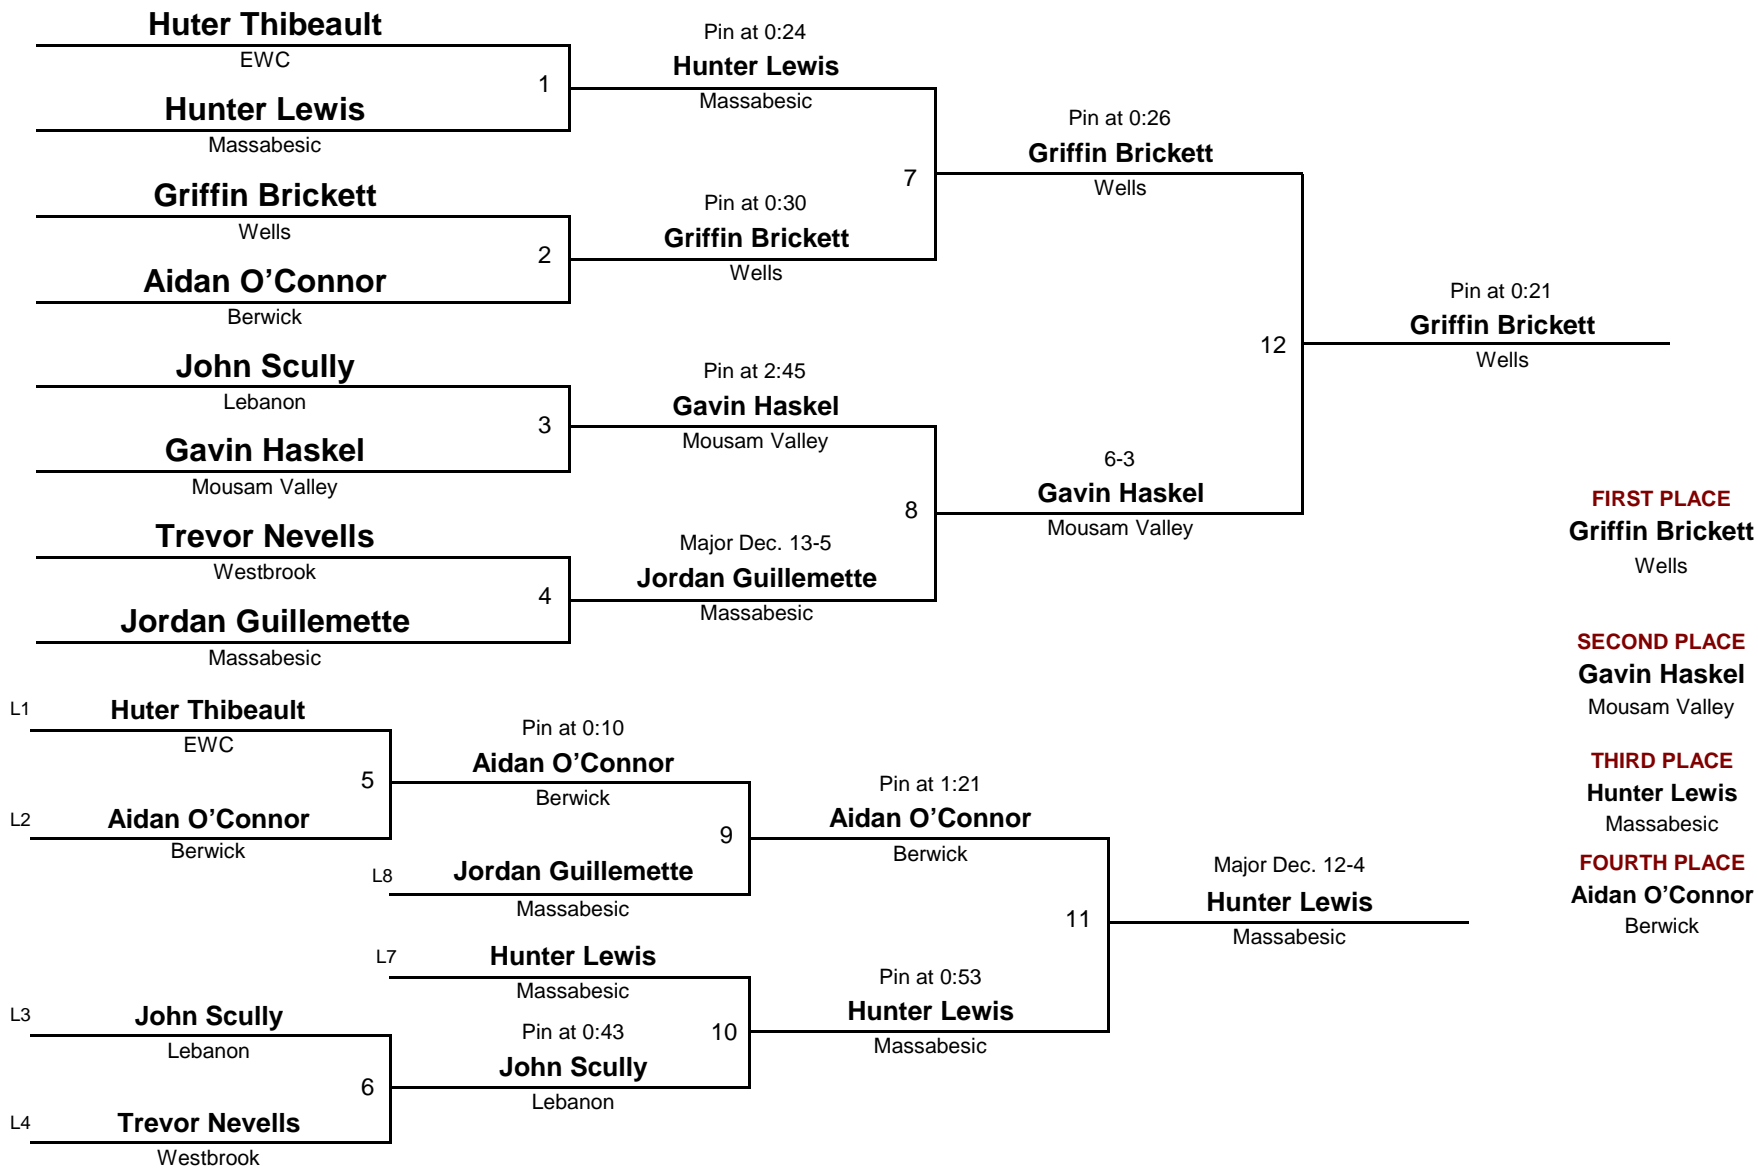 Huter Thibeault
EWC
1
Hunter Lewis
Massabesic
Griffin Brickett
Wells
2
Aidan O’Connor
Berwick
John Scully
Lebanon
3
Gavin Haskel
Mousam Valley
Trevor Nevells
Westbrook
4
Jordan Guillemette
Massabesic
Pin at 0:24
Hunter Lewis
Massabesic
7
Pin at 0:30
Griffin Brickett
Wells
Pin at 2:45
Gavin Haskel
Mousam Valley
8
Major Dec. 13-5
Jordan Guillemette
Massabesic
Pin at 0:26
Griffin Brickett
Wells
12
6-3
Gavin Haskel
Mousam Valley
Pin at 0:21
Griffin Brickett
Wells
FIRST PLACE
Griffin Brickett
Wells
SECOND PLACE
Gavin Haskel
Mousam Valley
THIRD PLACE
Hunter Lewis
Massabesic
FOURTH PLACE
Aidan O’Connor
Berwick
L1
Huter Thibeault
EWC
5
L2
Aidan O’Connor
Berwick
Pin at 0:10
Aidan O’Connor
Berwick
9
L8
Jordan Guillemette
Massabesic
L7
Hunter Lewis
Massabesic
10
L3
John Scully
Lebanon
6
L4
Trevor Nevells
Westbrook
Pin at 0:43
John Scully
Lebanon
Pin at 1:21
Aidan O’Connor
Berwick
11
Pin at 0:53
Hunter Lewis
Massabesic
Major Dec. 12-4
Hunter Lewis
Massabesic